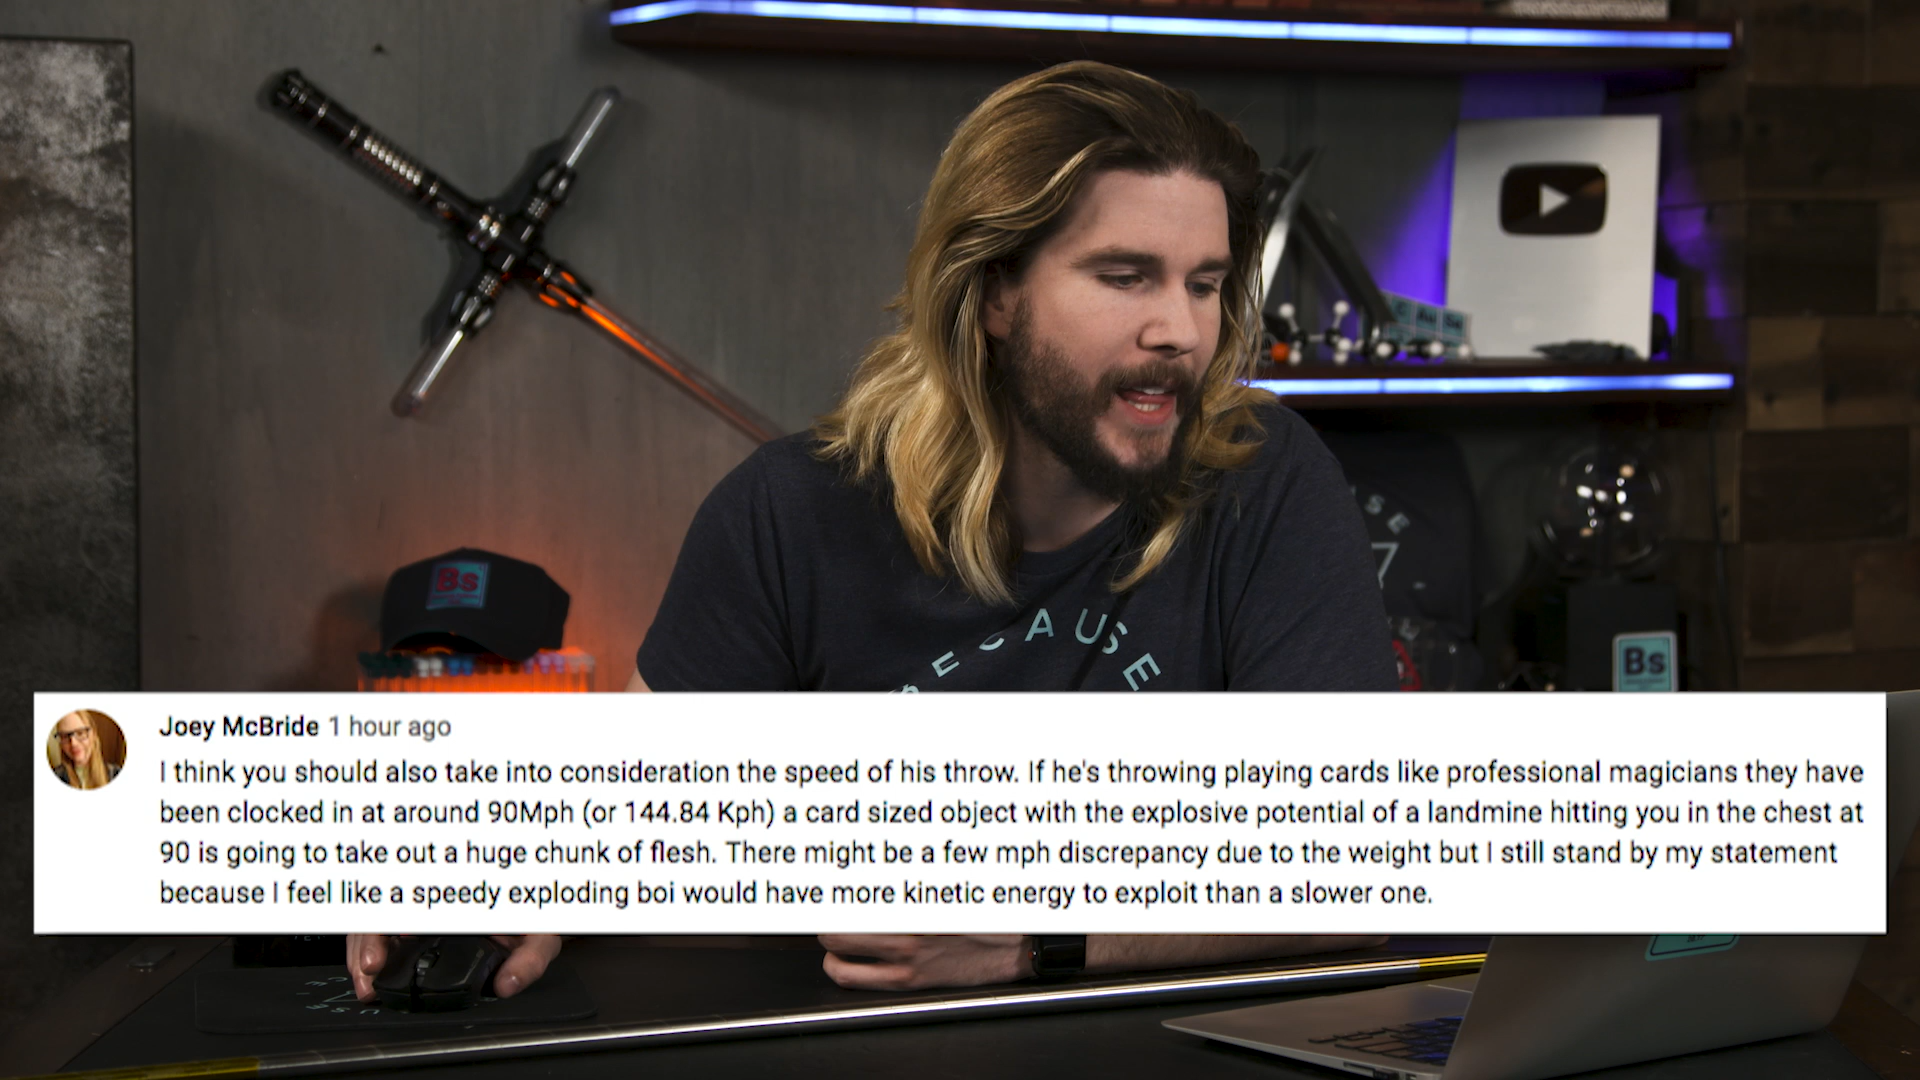 Bs
SE
C Au Se
BECAUSE
Bs
Joey McBride 1 hour ago
I think you should also take into consideration the speed of his throw. If he's throwing playing cards like professional magicians they have
been clocked in at around 90Mph (or 144.84 Kph) a card sized object with the explosive potential of a landmine hitting you in the chest at
90 is going to take out a huge chunk of flesh. There might be a few mph discrepancy due to the weight but I still stand by my statement
because I feel like a speedy exploding boi would have more kinetic energy to exploit than a slower one.